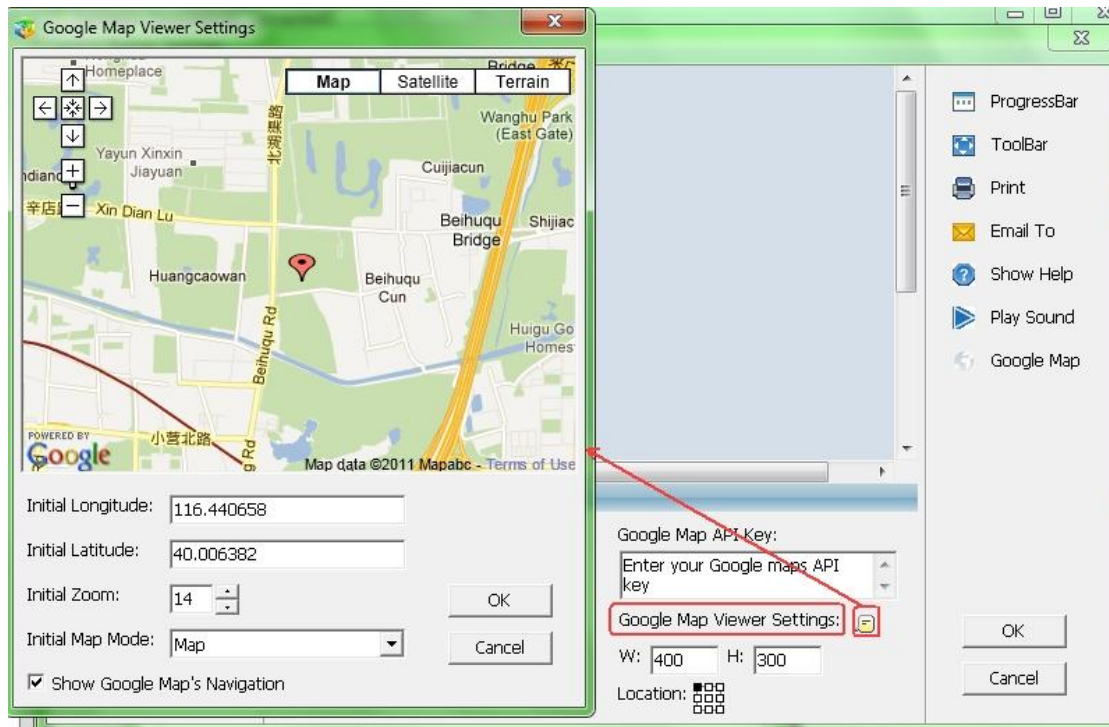 Google Map Viewer Settings
Homeplace
Map
Satellite
Terrain
Bridge
Wanghu Park
(East Gate)
北湖渠路
Yayun Xinxin
Jiayuan
Cuijiacun
Xin Dian Lu
Beihuqu
Bridge
Shijiac
Huangcaowan
Beihuqu
Cun
Beihuqu Rd
Huigu Go
Homes
小营北路
g Rd
POWERED BY
Google
Map data ©2011 Mapabc - Terms of Use
Initial Longitude:
116.440658
Initial Latitude:
40.006382
Initial Zoom:
14
OK
Initial Map Mode:
Map
Cancel
Show Google Map's Navigation
ProgressBar
ToolBar
Print
Email To
Show Help
Play Sound
Google Map
Google Map API Key:
Enter your Google maps API
key
Google Map Viewer Settings:
W: 400 H: 300
Location:
OK
Cancel